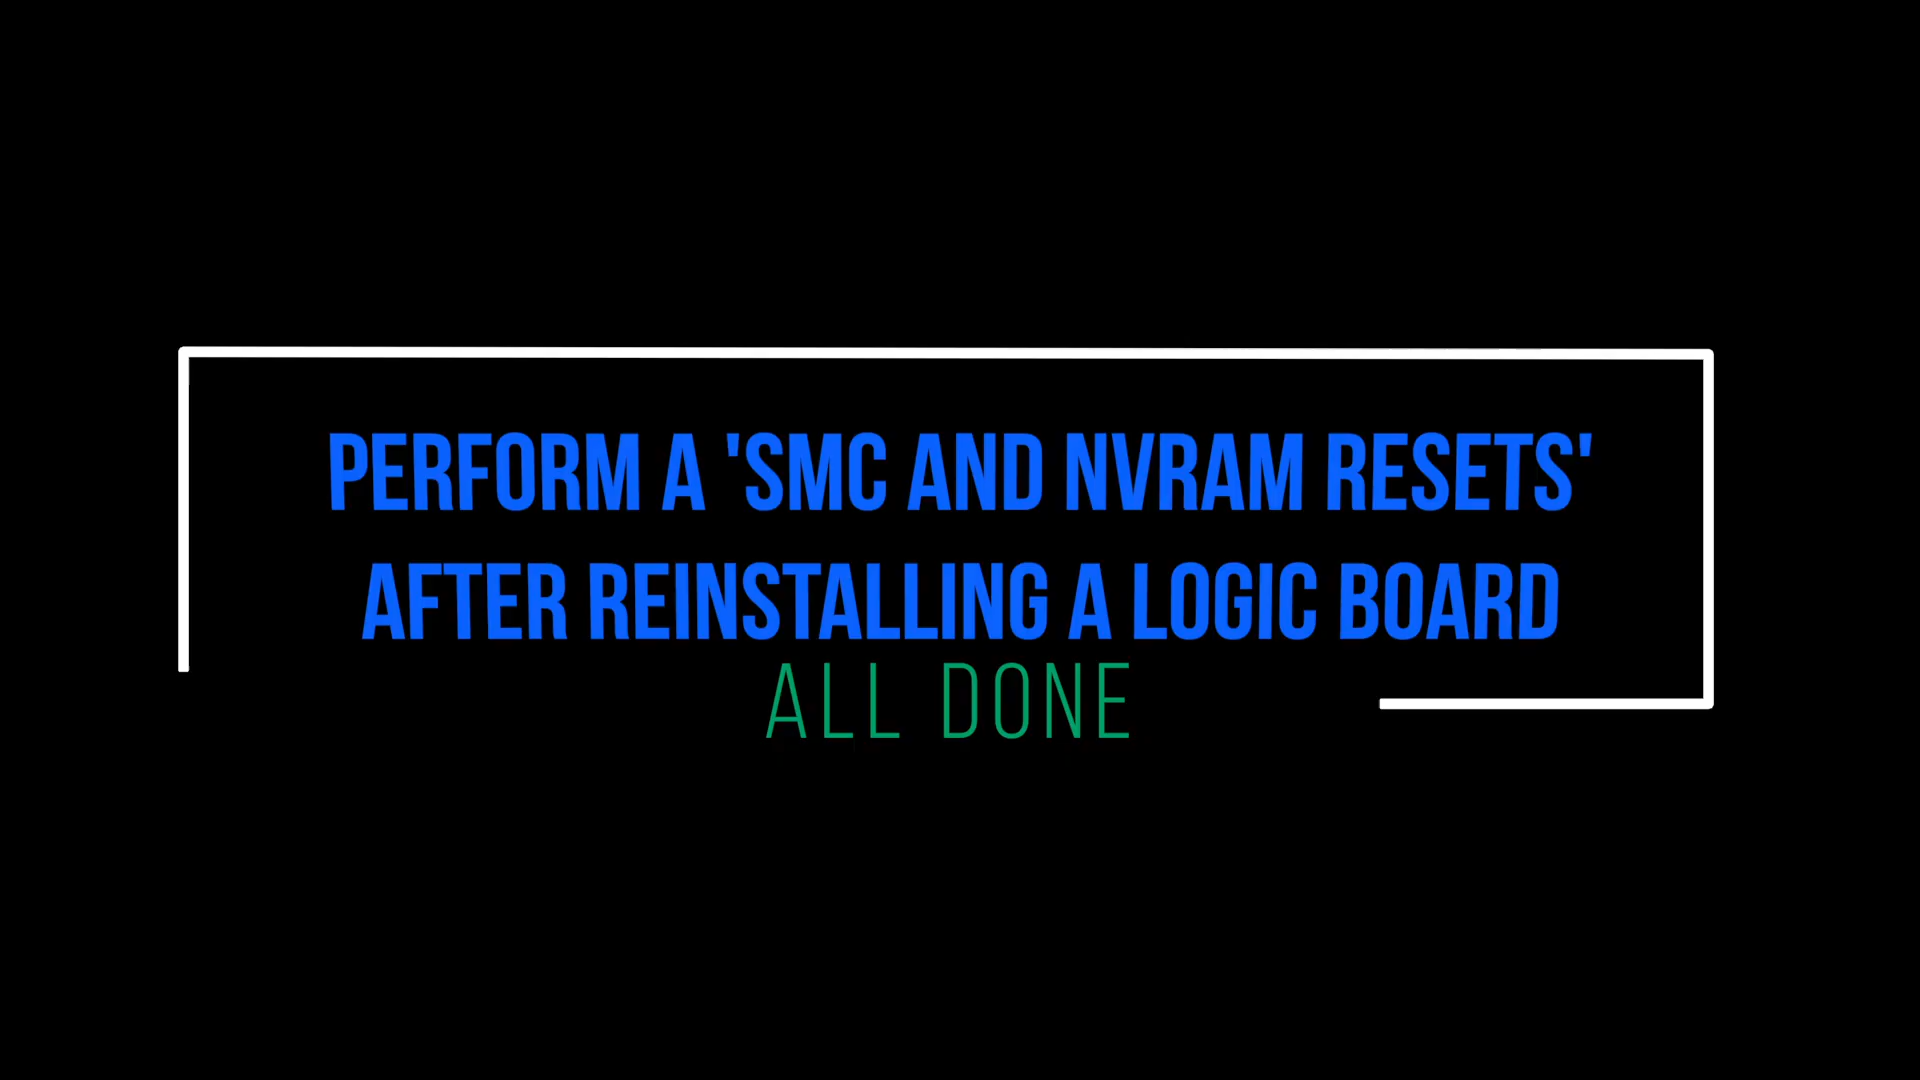 PERFORM A 'SMC AND NVRAM RESETS'
AFTER REINSTALLING A LOGIC BOARD
ALL DONE